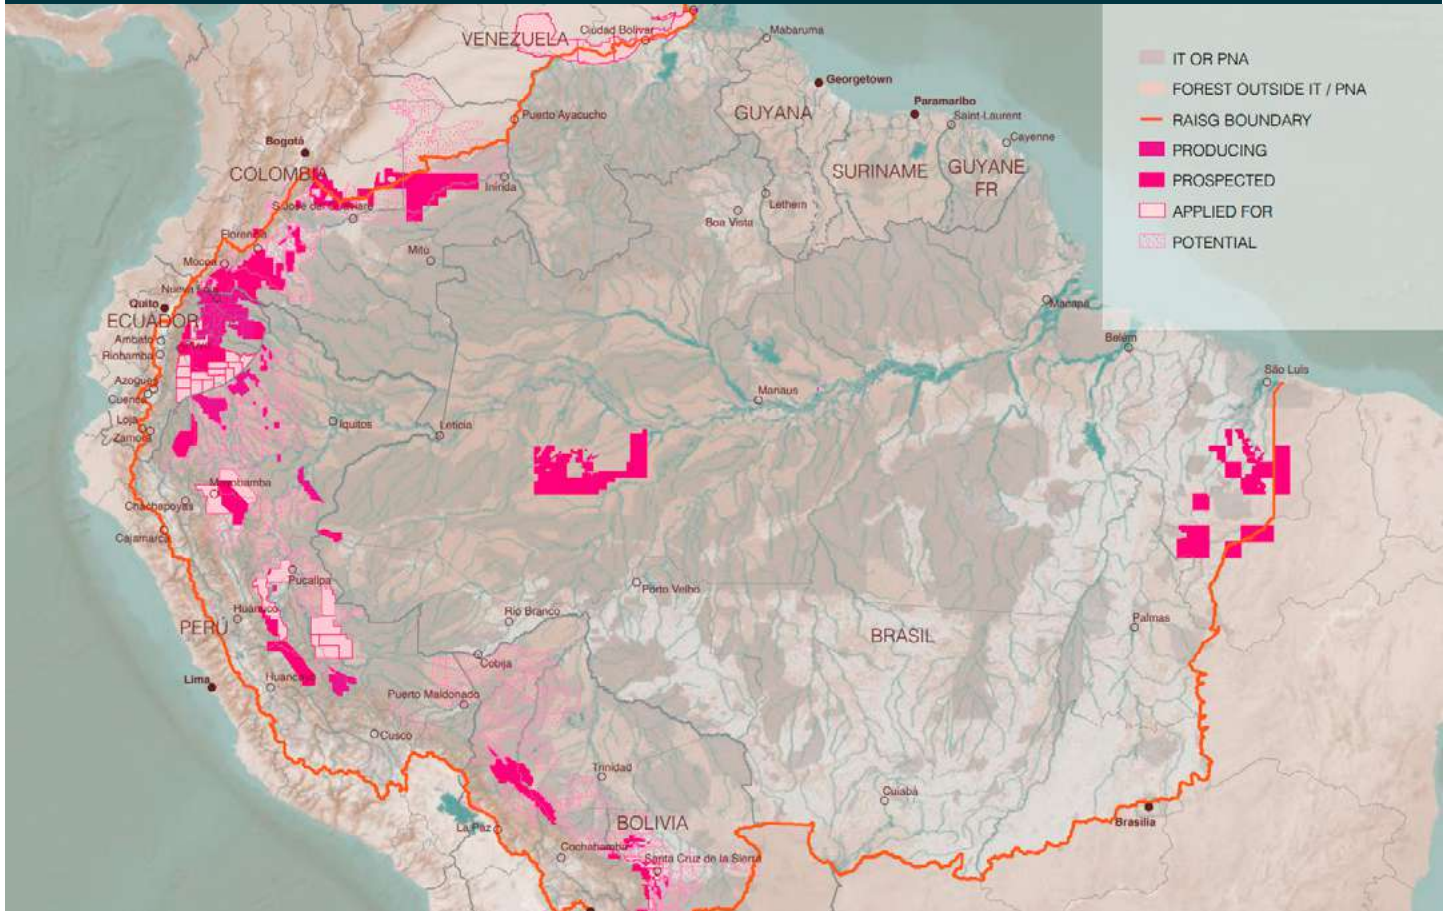 VENEZUELA
Ciudad Bolívar
Mabaruma
Georgetown
GUYANA
Puerto Ayacucho
Paramaribo
Saint-Laurent
Cayenne
SURINAME
GUYANE
FR
IT OR PNA
FOREST OUTSIDE IT / PNA
RAISG BOUNDARY
PRODUCING
PROSPECTED
APPLIED FOR
POTENTIAL
Bogotá
COLOMBIA
Inírida
Lethem
Boa Vista
Florencia
Mitú
Mocoa
Quito
ECUADOR
Ambato
Riobamba
Azogues
Cuenca
Loja
Zamora
Macapá
Belém
São Luis
Manaus
Iquitos
Leticia
Moyobamba
Chachapoyas
Cajamarca
Pucallpa
Porto Velho
Huánuco
Rio Branco
PERÚ
BRASIL
Palmas
Cobija
Lima
Huancayo
Puerto Maldonado
Cusco
Trinidad
Cuiabá
BOLIVIA
La Paz
Brasilia
Cochabamba
Santa Cruz de la Sierra